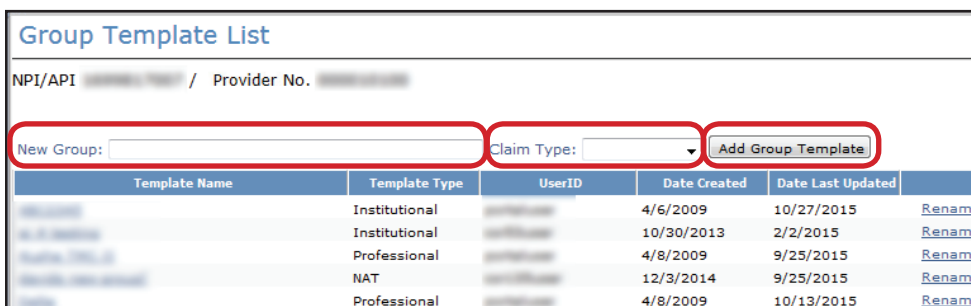 Group Template List
NPI/API / Provider No.
New Group: Claim Type: Add Group Template
Template Name Template Type UserID Date Created Date Last Updated
Institutional 4/6/2009 10/27/2015 Renam
Institutional 10/30/2013 2/2/2015 Renam
Professional 4/8/2009 9/25/2015 Renam
NAT 12/3/2014 9/25/2015 Renam
Professional 4/8/2009 10/13/2015 Renam